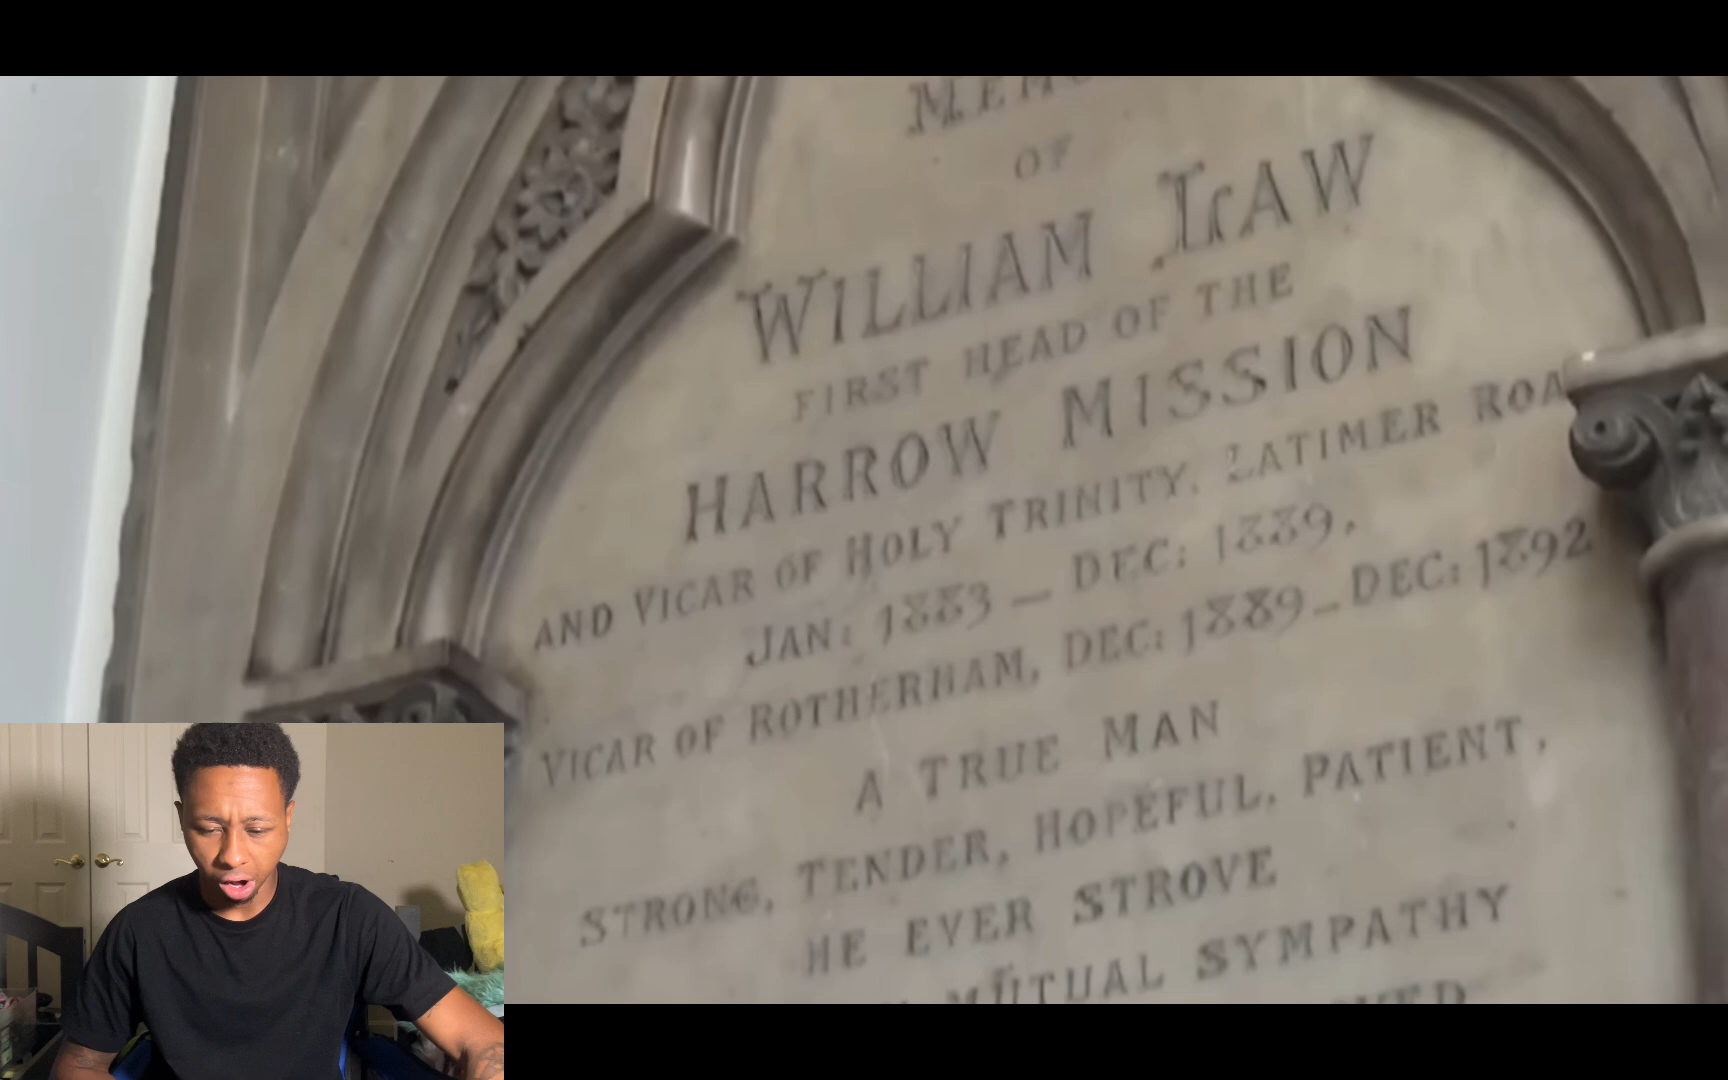 OF
WILLIAM LAW
FIRST HEAD OF THE
HARROW MISSION
AND VICAR OF HOLY TRINITY, LATIMER ROA
JAN: 1883 — DEC: 1889,
VICAR OF ROTHERHAM, DEC: 1889 – DEC: 1892
A TRUE MAN
STRONG, TENDER, HOPEFUL, PATIENT,
HE EVER STROVE
MUTUAL SYMPATHY